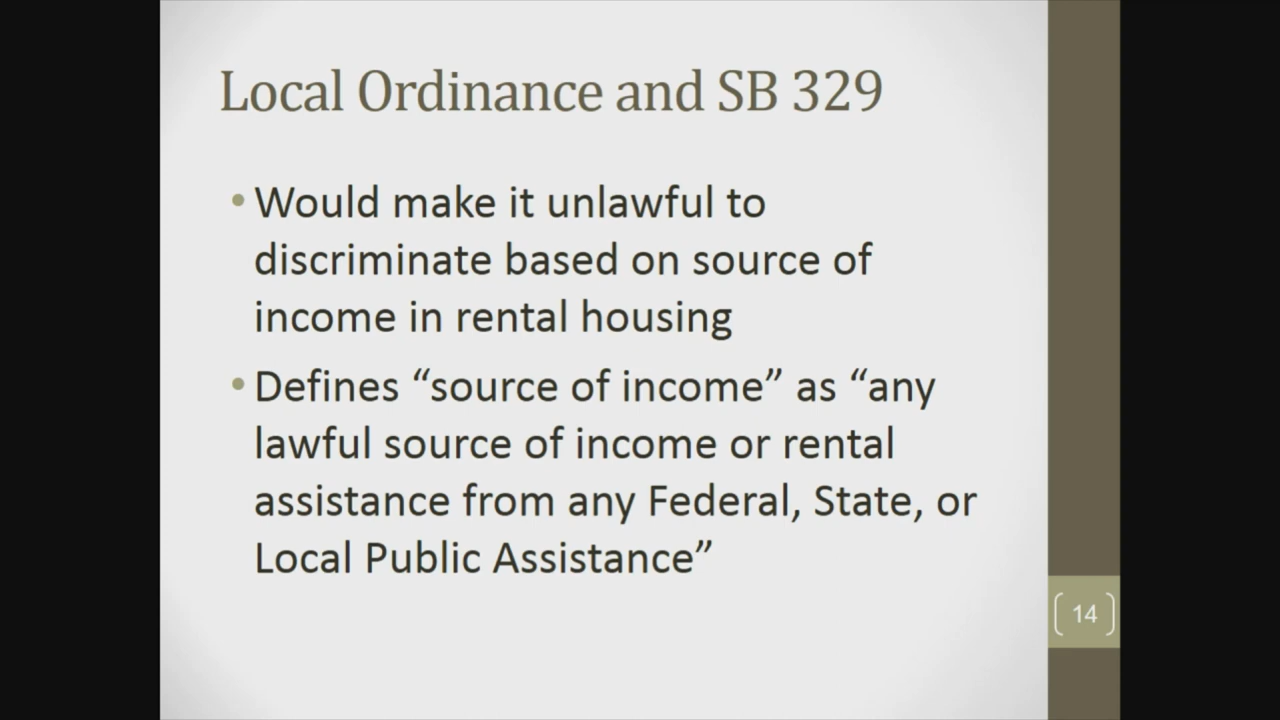 Local Ordinance and SB 329
• Would make it unlawful to
discriminate based on source of
income in rental housing
• Defines “source of income” as “any
lawful source of income or rental
assistance from any Federal, State, or
Local Public Assistance”
14